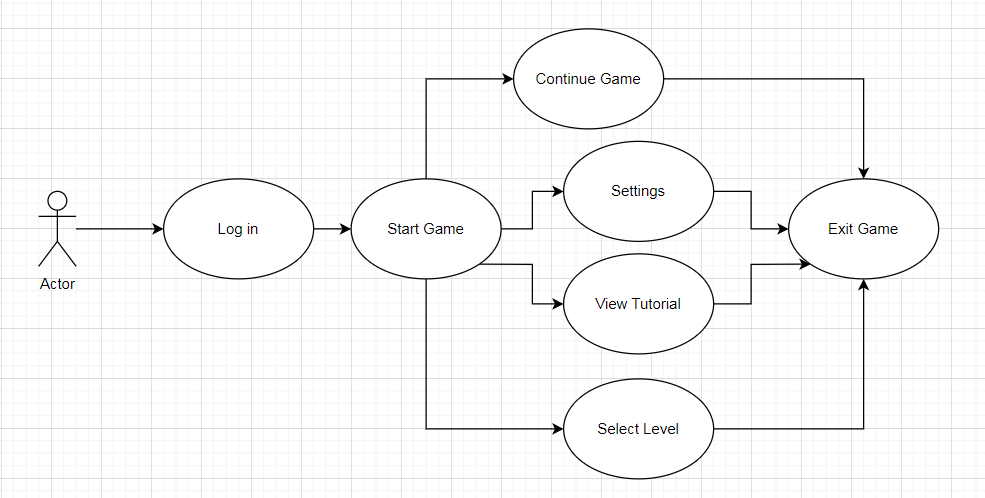 Continue Game
Settings
Log in
Start Game
Exit Game
Actor
View Tutorial
Select Level